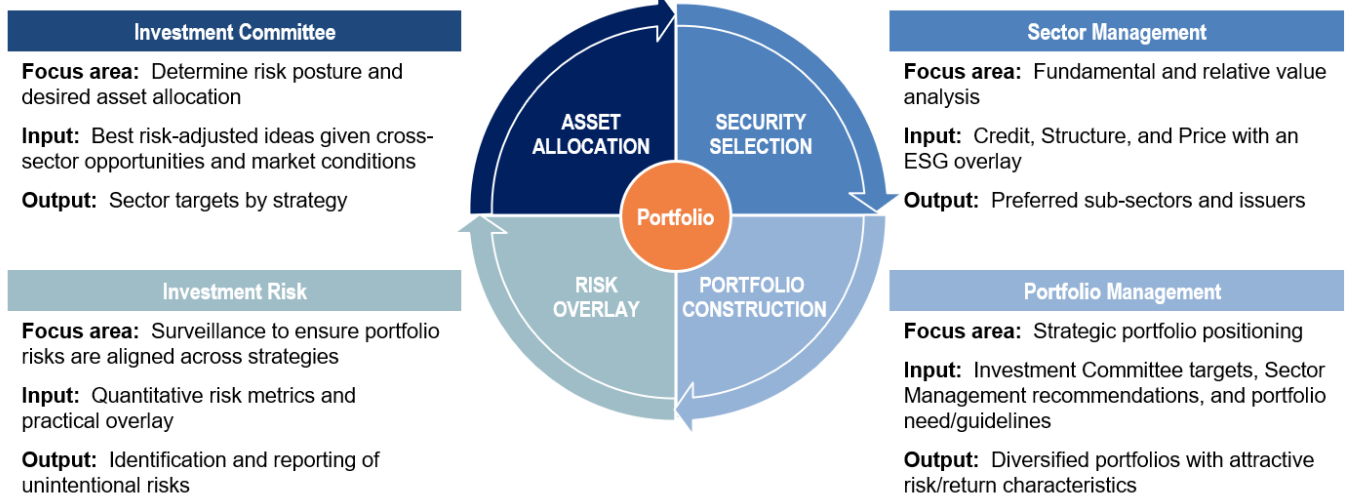 Investment Committee
Focus area: Determine risk posture and
desired asset allocation
Input: Best risk-adjusted ideas given cross-
sector opportunities and market conditions
Output: Sector targets by strategy
ASSET
ALLOCATION
SECURITY
SELECTION
Portfolio
RISK
OVERLAY
PORTFOLIO
CONSTRUCTION
Sector Management
Focus area: Fundamental and relative value
analysis
Input: Credit, Structure, and Price with an
ESG overlay
Output: Preferred sub-sectors and issuers
Investment Risk
Focus area: Surveillance to ensure portfolio
risks are aligned across strategies
Input: Quantitative risk metrics and
practical overlay
Output: Identification and reporting of
unintentional risks
Portfolio Management
Focus area: Strategic portfolio positioning
Input: Investment Committee targets, Sector
Management recommendations, and portfolio
need/guidelines
Output: Diversified portfolios with attractive
risk/return characteristics